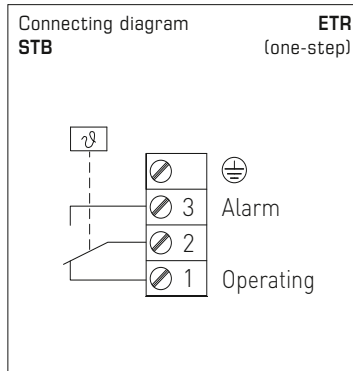 Connecting diagram ETR
STB (one-step)
ϑ
3 Alarm
2
1 Operating